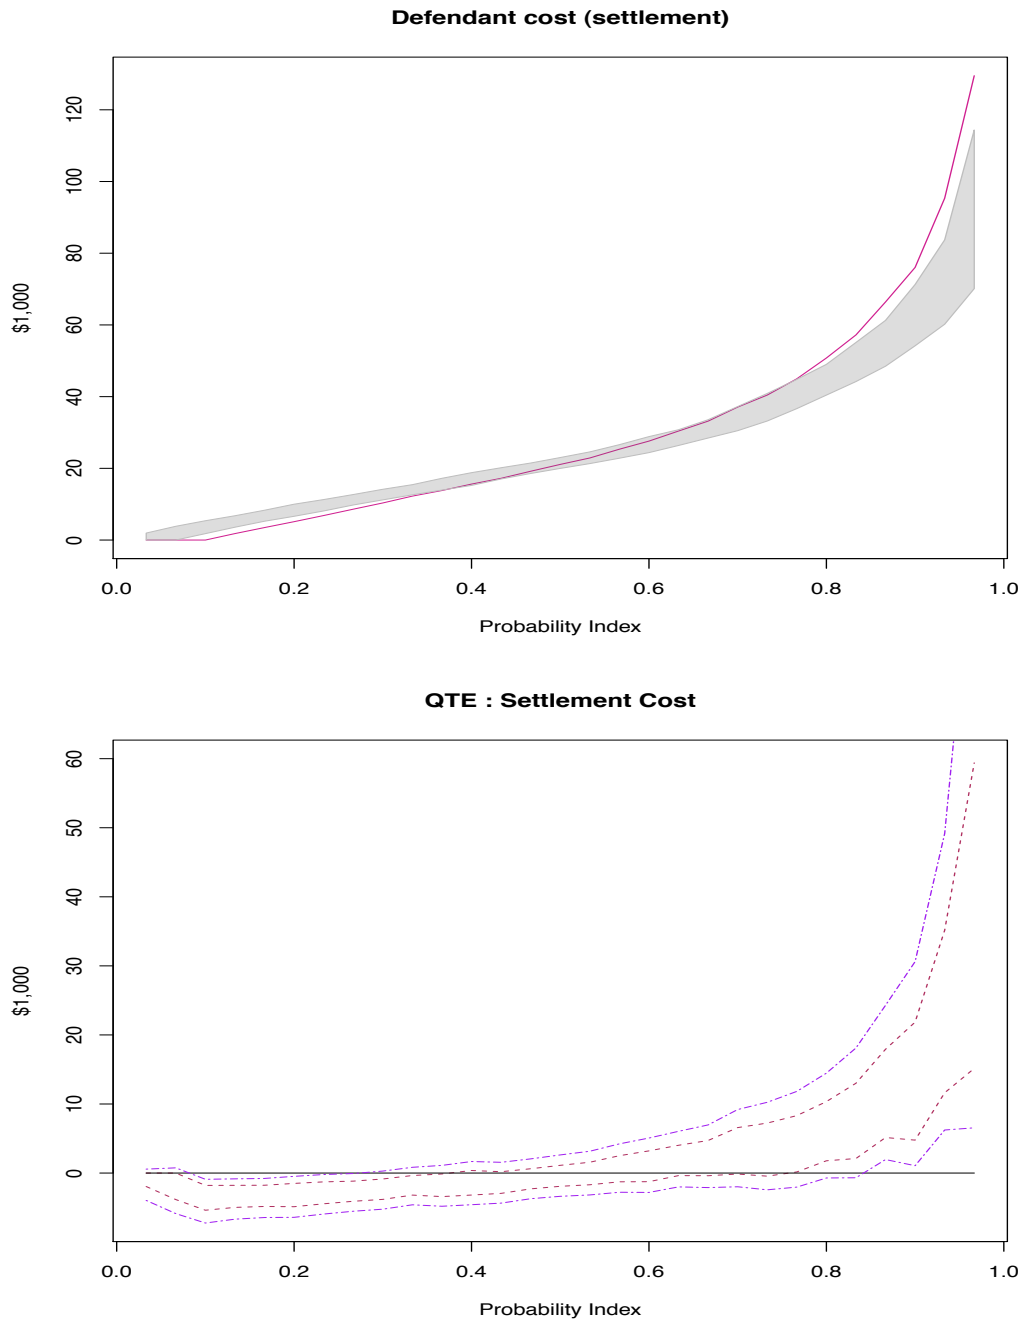 Defendant cost (settlement)
$1,000
120
100
80
60
40
20
0
0.0 0.2 0.4 0.6 0.8 1.0
Probability Index
QTE : Settlement Cost
$1,000
60
50
40
30
20
10
0
0.0 0.2 0.4 0.6 0.8 1.0
Probability Index